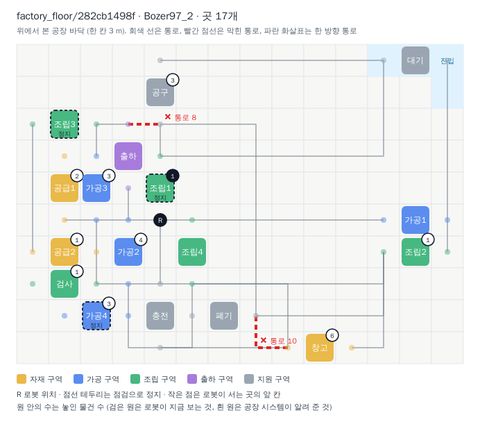 factory_floor/282cb1498f · Bozer97_2 · 곳 17개
위에서 본 공장 바닥 (한 칸 3 m). 회색 선은 통로, 빨간 점선은 막힌 통로, 파란 화살표는 한 방향 통로
대기
진입
공구
3
✖ 통로 8
조립3
정지
출하
공급1
2
가공3
3
조립1
정지
1
R
가공1
공급2
1
가공2
4
조립4
조립2
1
검사
1
가공4
정지
3
충전
폐기
✖ 통로 10
창고
6
자재 구역
가공 구역
조립 구역
출하 구역
지원 구역
R 로봇 위치 · 점선 테두리는 점검으로 정지 · 작은 점은 로봇이 서는 곳의 앞 칸
원 안의 수는 놓인 물건 수 (검은 원은 로봇이 지금 보는 것, 흰 원은 공장 시스템이 알려 준 것)